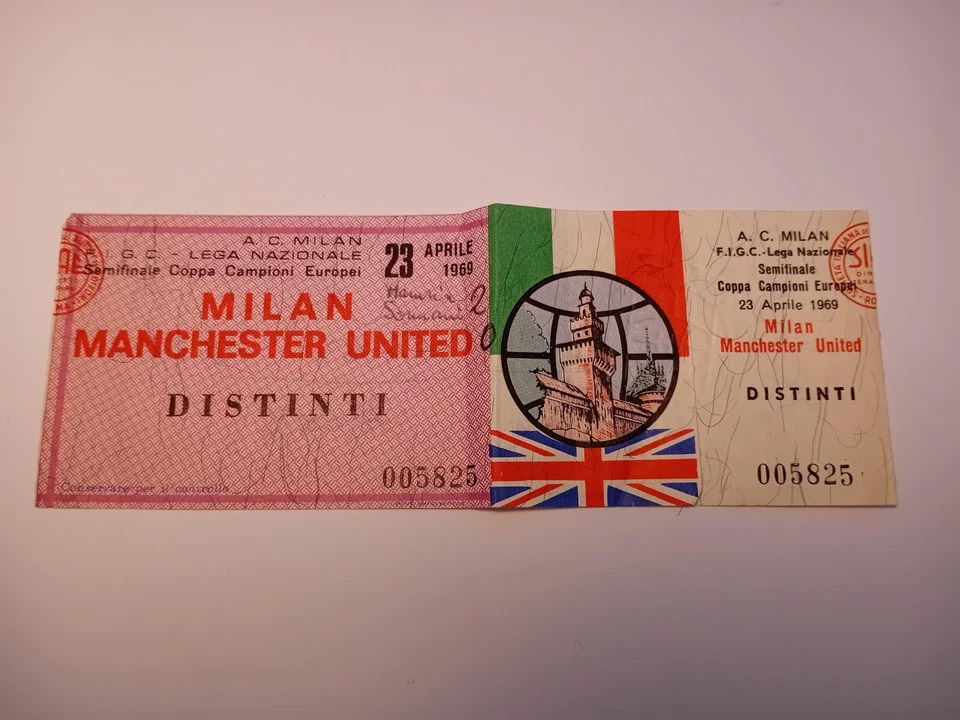 A. C. MILAN
F.I.G.C. - LEGA NAZIONALE
Semifinale Coppa Campioni Europei
23 APRILE
1969
MILAN
MANCHESTER UNITED
DISTINTI
005825
Conservare per il controllo
A. C. MILAN
F.I.G.C.-Lega Nazionale
Semifinale
Coppa Campioni Europei
23 Aprile 1969
Milan
Manchester United
DISTINTI
005825